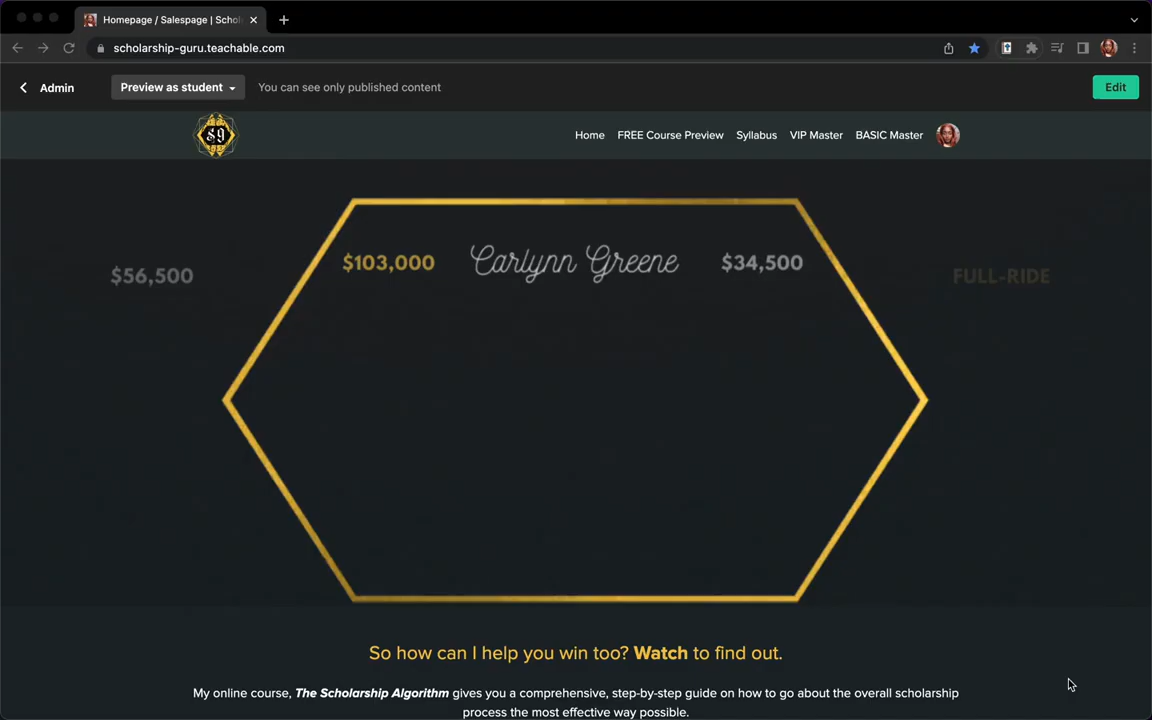 Homepage / Salespage | Schol
scholarship-guru.teachable.com
Admin
Preview as student
You can see only published content
Edit
SG
Home
FREE Course Preview
Syllabus
VIP Master
BASIC Master
$56,500
$103,000
Carlynn Greene
$34,500
FULL-RIDE
So how can I help you win too? Watch to find out.
My online course, The Scholarship Algorithm gives you a comprehensive, step-by-step guide on how to go about the overall scholarship
process the most effective way possible.